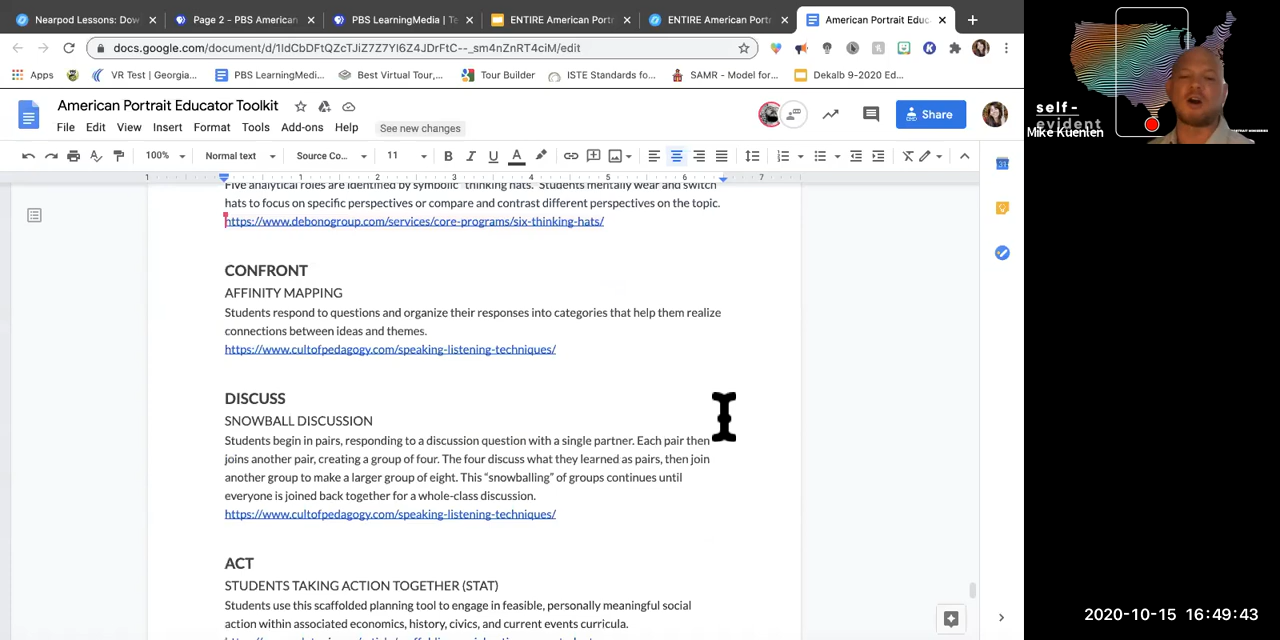 Nearpod Lessons: Dow
Page 2 - PBS American
PBS LearningMedia | Te
ENTIRE American Portr
ENTIRE American Portr
American Portrait Educ
docs.google.com/document/d/1ldCbDFtQZcTJiZ7Z7Yl6Z4JDrFtC--_sm4nZnRT4ciM/edit
Apps
VR Test | Georgia...
PBS LearningMedi...
Best Virtual Tour,...
Tour Builder
ISTE Standards fo...
SAMR - Model for...
Dekalb 9-2020 Ed...
American Portrait Educator Toolkit
File Edit View Insert Format Tools Add-ons Help
See new changes
Share
100%
Normal text
Source Co...
11
1 1 2 3 4 5 6 7
Five analytical roles are identified by symbolic "thinking hats." Students mentally wear and switch
hats to focus on specific perspectives or compare and contrast different perspectives on the topic.
https://www.debonogroup.com/services/core-programs/six-thinking-hats/
CONFRONT
AFFINITY MAPPING
Students respond to questions and organize their responses into categories that help them realize
connections between ideas and themes.
https://www.cultofpedagogy.com/speaking-listening-techniques/
DISCUSS
SNOWBALL DISCUSSION
Students begin in pairs, responding to a discussion question with a single partner. Each pair then
joins another pair, creating a group of four. The four discuss what they learned as pairs, then join
another group to make a larger group of eight. This “snowballing” of groups continues until
everyone is joined back together for a whole-class discussion.
https://www.cultofpedagogy.com/speaking-listening-techniques/
ACT
STUDENTS TAKING ACTION TOGETHER (STAT)
Students use this scaffolded planning tool to engage in feasible, personally meaningful social
action within associated economics, history, civics, and current events curricula.
self-
evident
Mike Kuenlen
2020-10-15 16:49:43